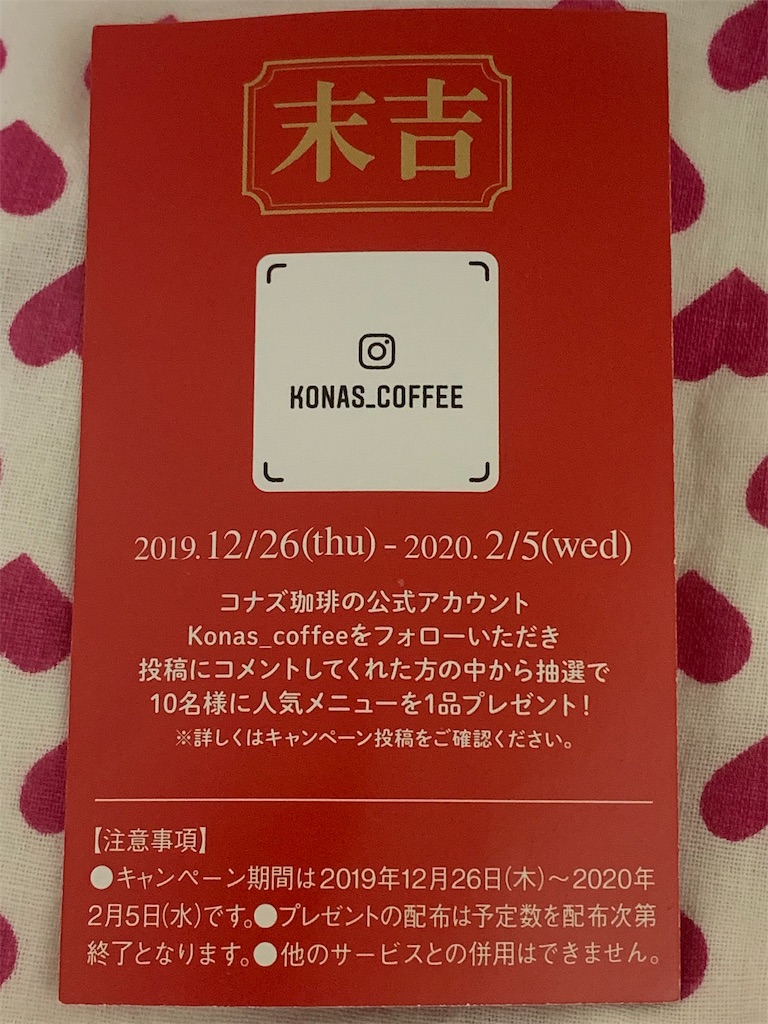 末吉
KONAS_COFFEE
2019. 12/26(thu) - 2020. 2/5(wed)
コナズ珈琲の公式アカウント
Konas_coffeeをフォローいただき
投稿にコメントしてくれた方の中から抽選で
10名様に人気メニューを1品プレゼント！
※詳しくはキャンペーン投稿をご確認ください。
【注意事項】
●キャンペーン期間は2019年12月26日(木)～2020年
2月5日(水)です。●プレゼントの配布は予定数を配布次第
終了となります。●他のサービスとの併用はできません。